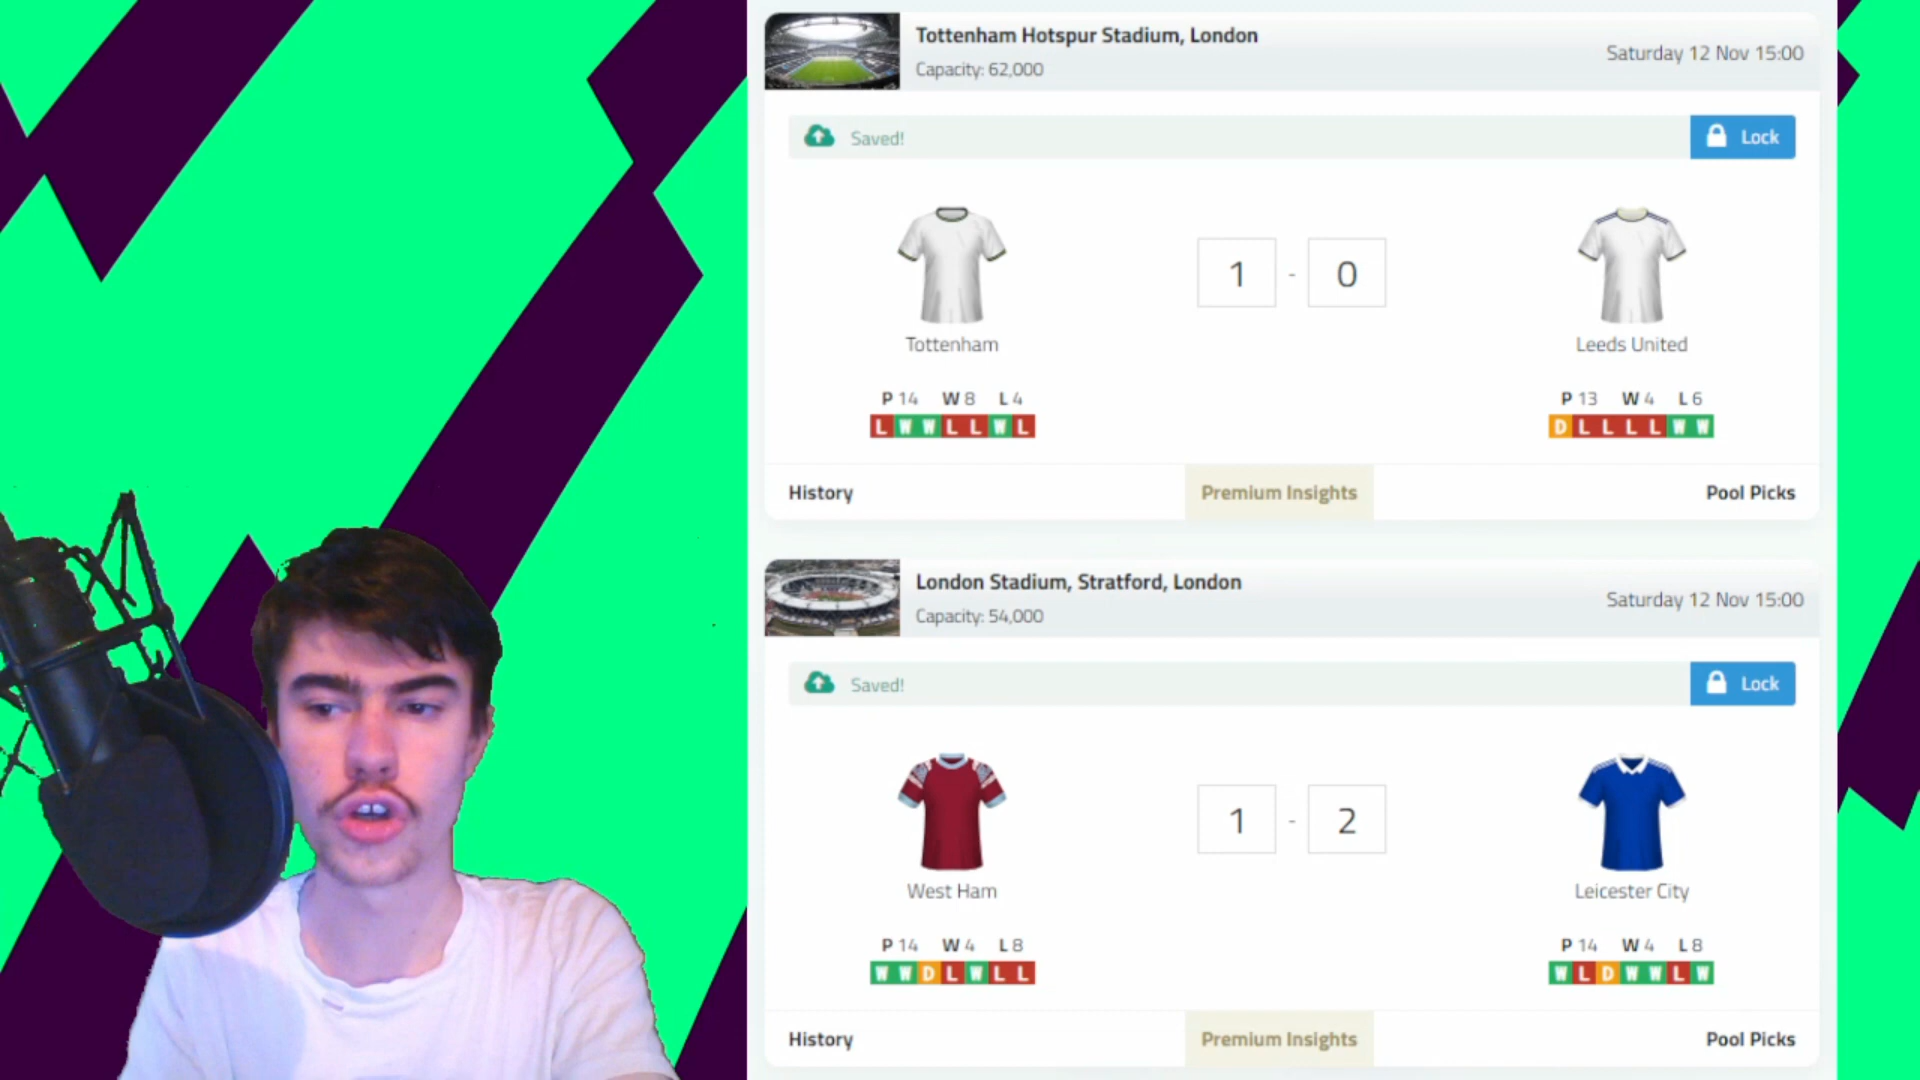 Tottenham Hotspur Stadium, London
Capacity: 62,000
Saturday 12 Nov 15:00
Saved!
Lock
1 - 0
Tottenham
Leeds United
P 14 W 8 L 4
P 13 W 4 L 6
L W W L L W L
D L L L L W W
History
Premium Insights
Pool Picks
London Stadium, Stratford, London
Capacity: 54,000
Saturday 12 Nov 15:00
Saved!
Lock
1 - 2
West Ham
Leicester City
P 14 W 4 L 8
P 14 W 4 L 8
W W D L W L L
W L D W W L W
History
Premium Insights
Pool Picks